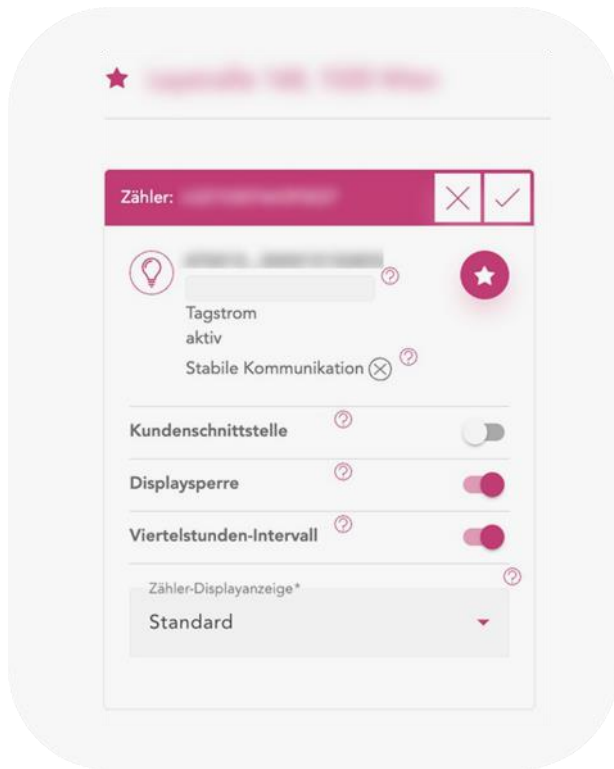 Zähler:
Tagstrom
aktiv
Stabile Kommunikation
Kundenschnittstelle
Displaysperre
Viertelstunden-Intervall
Zähler-Displayanzeige*
Standard